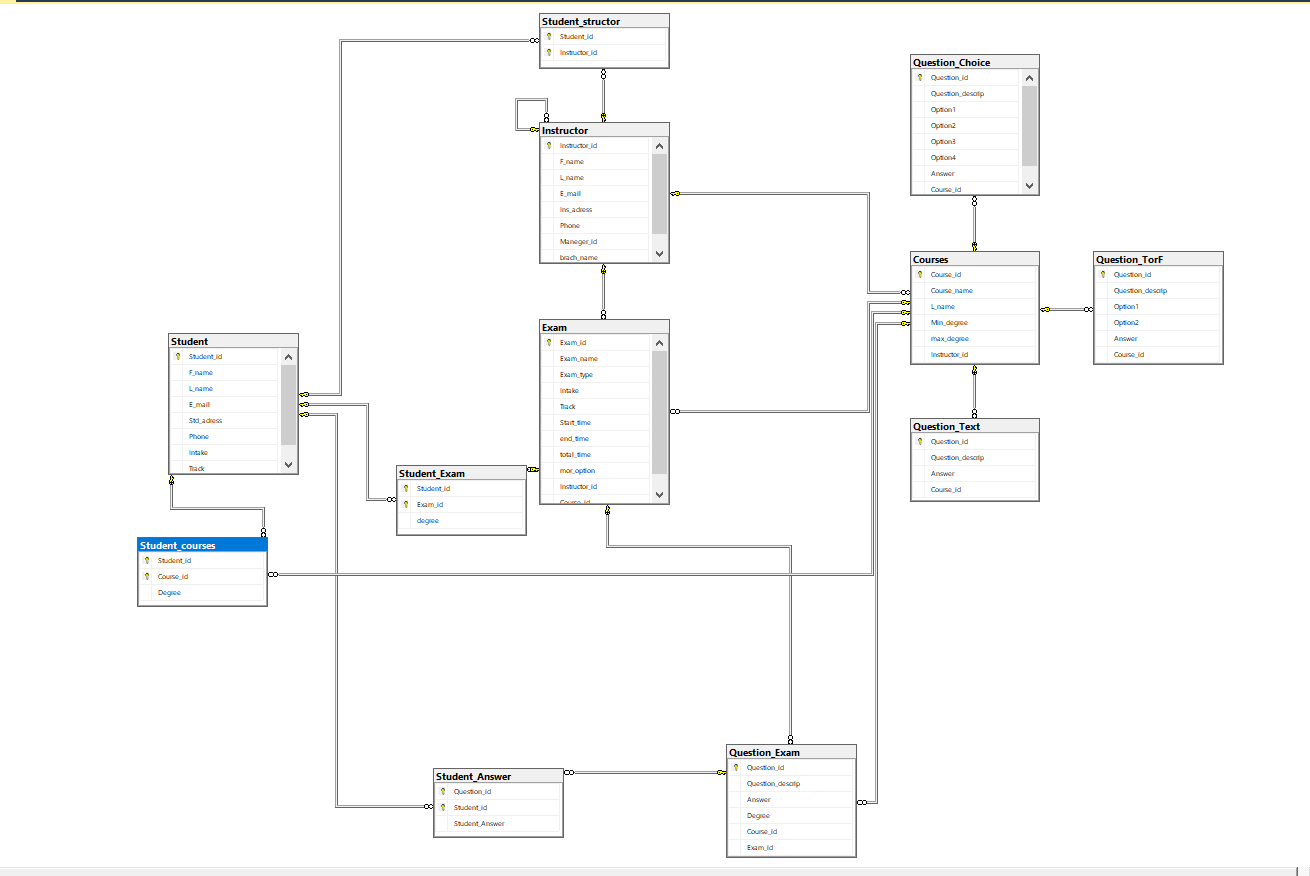 Student_structor
Student_id
Instructor_id
Question_Choice
Question_id
Question_descrip
Option1
Option2
Option3
Option4
Answer
Course_id
Instructor
Instructor_id
F_name
L_name
E_mail
Ins_adress
Phone
Maneger_id
brach_name
Courses
Course_id
Course_name
L_name
Min_degree
max_degree
Instructor_id
Question_TorF
Question_id
Question_descrip
Option1
Option2
Answer
Course_id
Exam
Exam_id
Exam_name
Exam_type
Intake
Track
Start_time
end_time
total_time
mor_option
Instructor_id
Course_id
Student
Student_id
F_name
L_name
E_mail
Std_adress
Phone
Intake
Track
Question_Text
Question_id
Question_descrip
Answer
Course_id
Student_Exam
Student_id
Exam_id
degree
Student_courses
Student_id
Course_id
Degree
Question_Exam
Question_id
Question_descrip
Answer
Degree
Course_id
Exam_id
Student_Answer
Question_id
Student_id
Student_Answer